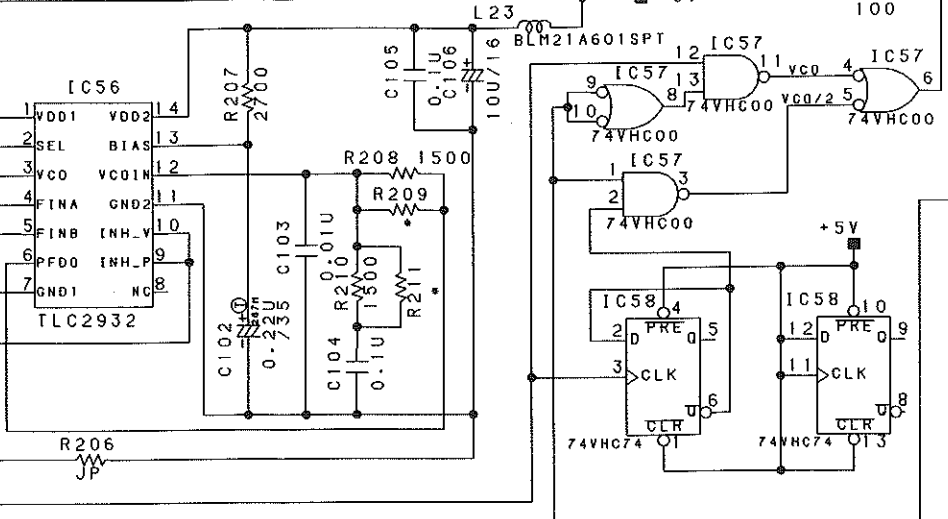 L23
BLM21A601SPT
100
C105
0.1U
C106
+
-
10U/16
R207
2700
IC56
1 VDD1 VDD2 14
2 SEL BIAS 13
3 VCO VCOIN 12
4 FINA GND2 11
5 FINB INH_V 10
6 PFDO INH_P 9
7 GND1 NC 8
TLC2932
R208 1500
R209
*
C103
0.01U
R210
1500
R211
*
C102
+
-
0.22U
/35
C104
0.1U
R206
JP
IC57
12
13
11
74VHC00
VCO
IC57
9
10
8
74VHC00
IC57
4
5
6
74VHC00
VCO/2
IC57
1
2
3
74VHC00
+5V
IC58
4
PRE
2 D Q 5
3 CLK
Q 6
CLR
74VHC74 1
IC58
10
PRE
12 D Q 9
11 CLK
Q 8
CLR
74VHC74 13